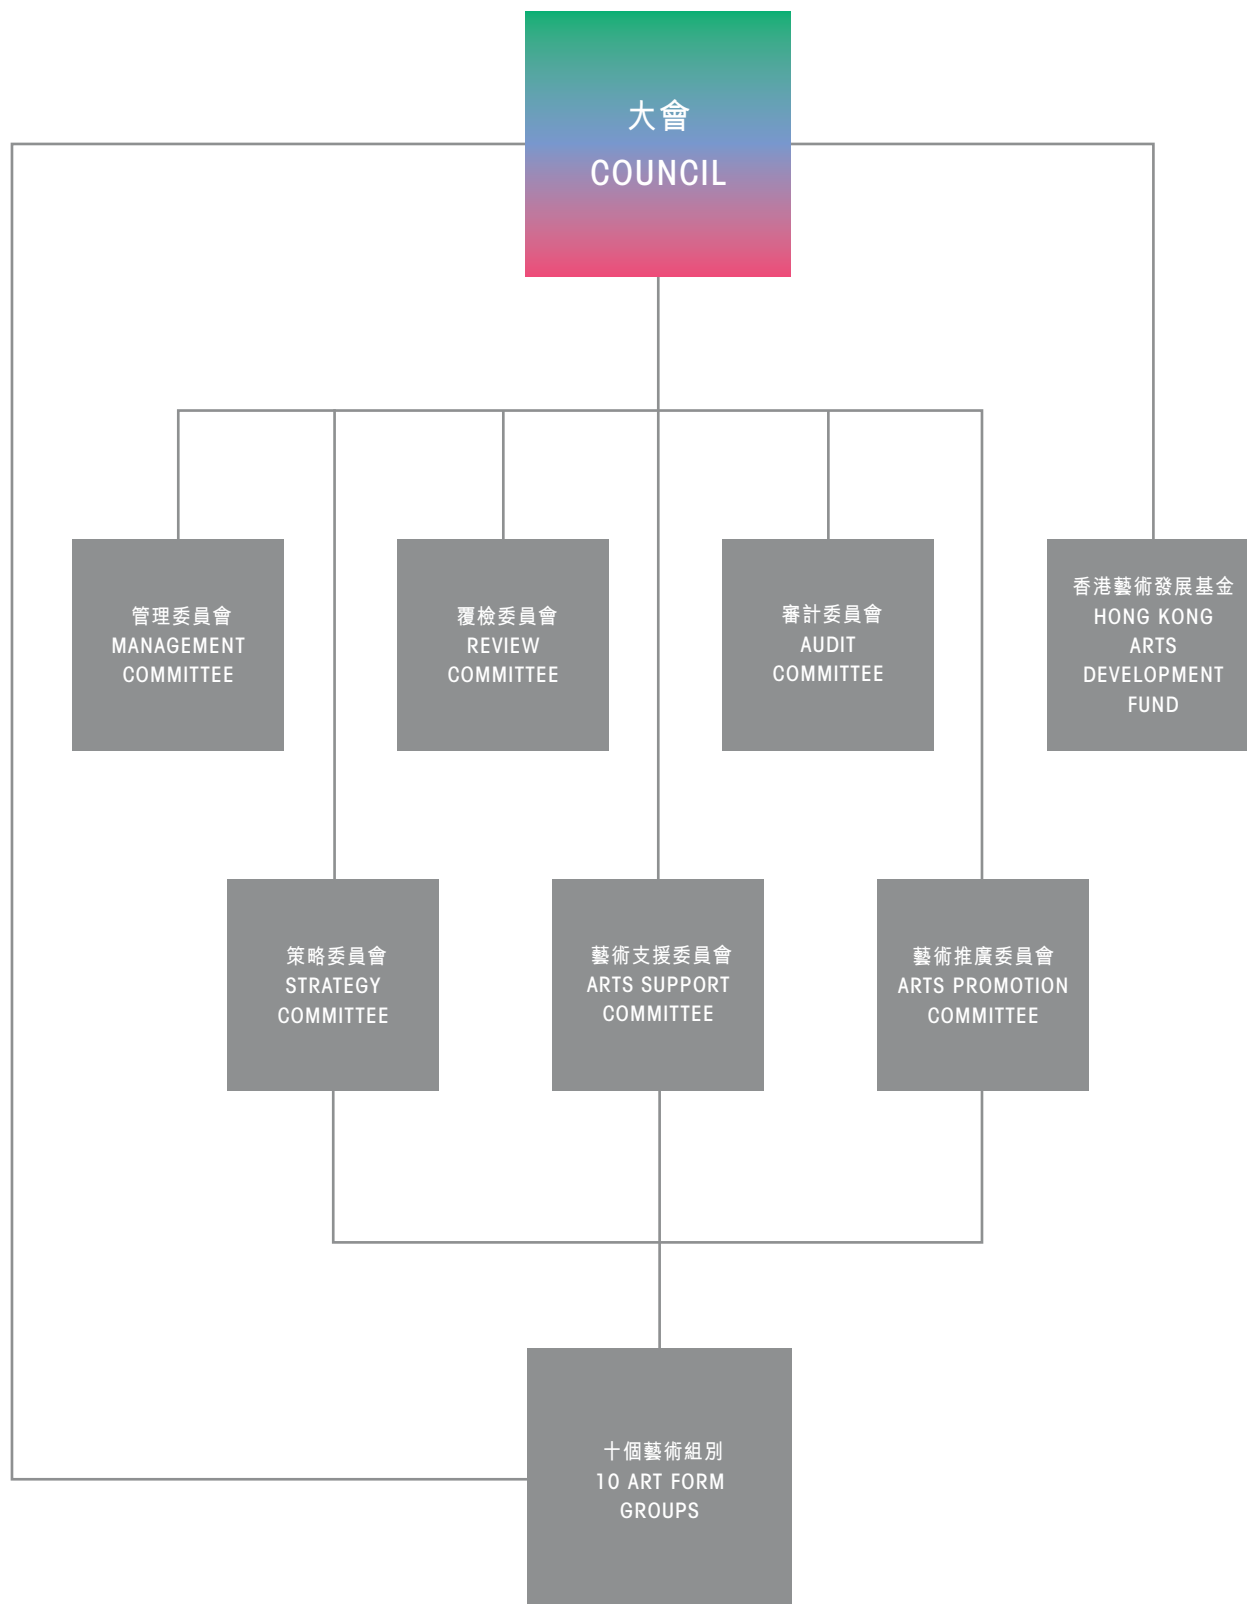 大會
COUNCIL
管理委員會
MANAGEMENT
COMMITTEE
覆檢委員會
REVIEW
COMMITTEE
審計委員會
AUDIT
COMMITTEE
香港藝術發展基金
HONG KONG
ARTS
DEVELOPMENT
FUND
策略委員會
STRATEGY
COMMITTEE
藝術支援委員會
ARTS SUPPORT
COMMITTEE
藝術推廣委員會
ARTS PROMOTION
COMMITTEE
十個藝術組別
10 ART FORM
GROUPS